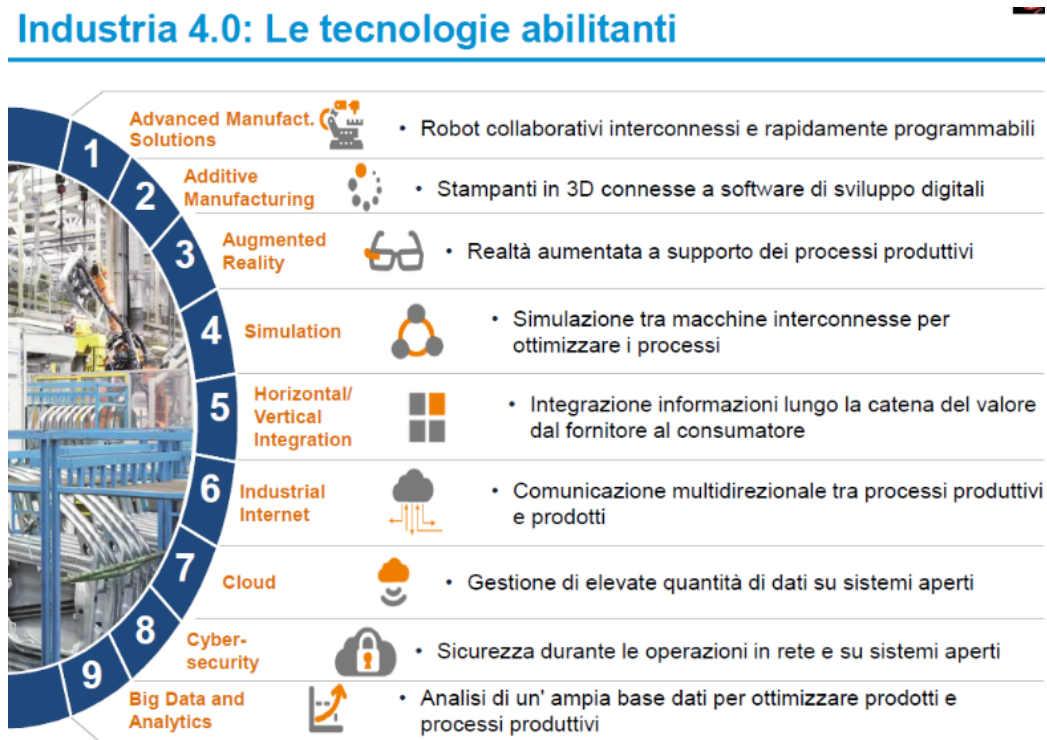 Industria 4.0: Le tecnologie abilitanti
1
Advanced Manufact.
Solutions
• Robot collaborativi interconnessi e rapidamente programmabili
2
Additive
Manufacturing
• Stampanti in 3D connesse a software di sviluppo digitali
3
Augmented
Reality
• Realtà aumentata a supporto dei processi produttivi
4
Simulation
• Simulazione tra macchine interconnesse per
ottimizzare i processi
5
Horizontal/
Vertical
Integration
• Integrazione informazioni lungo la catena del valore
dal fornitore al consumatore
6
Industrial
Internet
• Comunicazione multidirezionale tra processi produttivi
e prodotti
7
Cloud
• Gestione di elevate quantità di dati su sistemi aperti
8
Cyber-
security
• Sicurezza durante le operazioni in rete e su sistemi aperti
9
Big Data and
Analytics
• Analisi di un' ampia base dati per ottimizzare prodotti e
processi produttivi